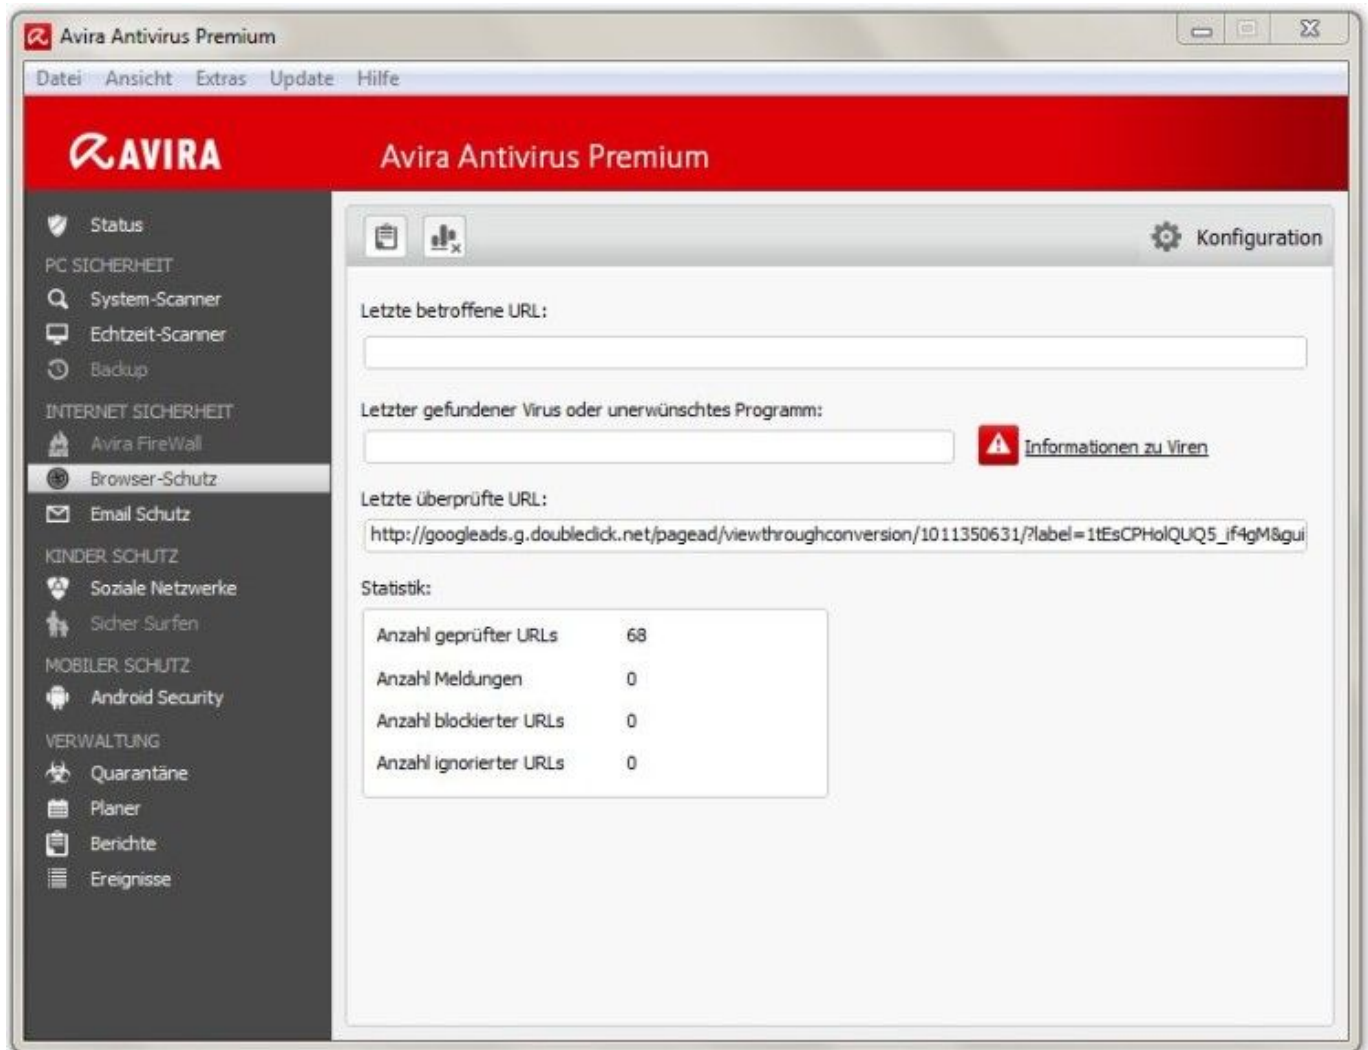 Avira Antivirus Premium
Datei Ansicht Extras Update Hilfe
AVIRA
Avira Antivirus Premium
Status
PC SICHERHEIT
System-Scanner
Echtzeit-Scanner
Backup
INTERNET SICHERHEIT
Avira FireWall
Browser-Schutz
Email Schutz
KINDER SCHUTZ
Soziale Netzwerke
Sicher Surfen
MOBILER SCHUTZ
Android Security
VERWALTUNG
Quarantäne
Planer
Berichte
Ereignisse
Konfiguration
Letzte betroffene URL:
Letzter gefundener Virus oder unerwünschtes Programm:
Informationen zu Viren
Letzte überprüfte URL:
http://googleads.g.doubleclick.net/pagead/viewthroughconversion/1011350631/?label=1tEsCPHolQUQ5_if4gM&gui
Statistik:
Anzahl geprüfter URLs 68
Anzahl Meldungen 0
Anzahl blockierter URLs 0
Anzahl ignorierter URLs 0